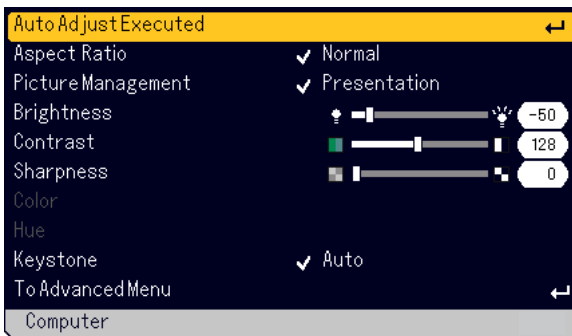 Auto Adjust Executed
Aspect Ratio Normal
Picture Management Presentation
Brightness -50
Contrast 128
Sharpness 0
Color
Hue
Keystone Auto
To Advanced Menu
Computer